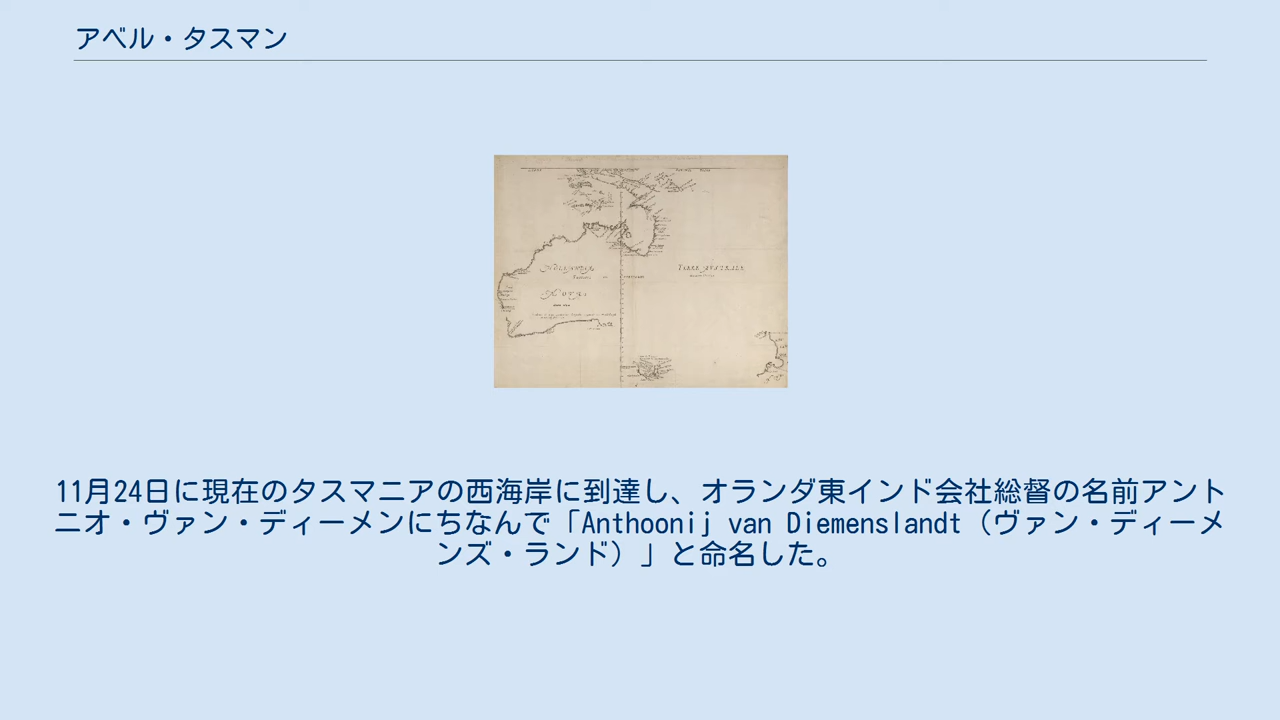 アベル・タスマン
TERRA AUSTRALIS
11月24日に現在のタスマニアの西海岸に到達し、オランダ東インド会社総督の名前アント
ニオ・ヴァン・ディーメンにちなんで「Anthoonij van Diemenslandt（ヴァン・ディーメ
ンズ・ランド）」と命名した。